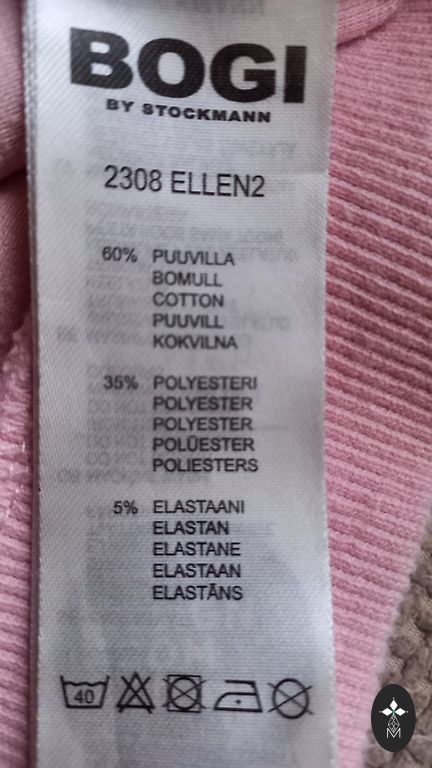 BOGI
BY STOCKMANN
2308 ELLEN2
60% PUUVILLA
BOMULL
COTTON
PUUVILL
KOKVILNA
35% POLYESTERI
POLYESTER
POLYESTER
POLÜESTER
POLIESTERS
5% ELASTAANI
ELASTAN
ELASTANE
ELASTAAN
ELASTĀNS
40
M